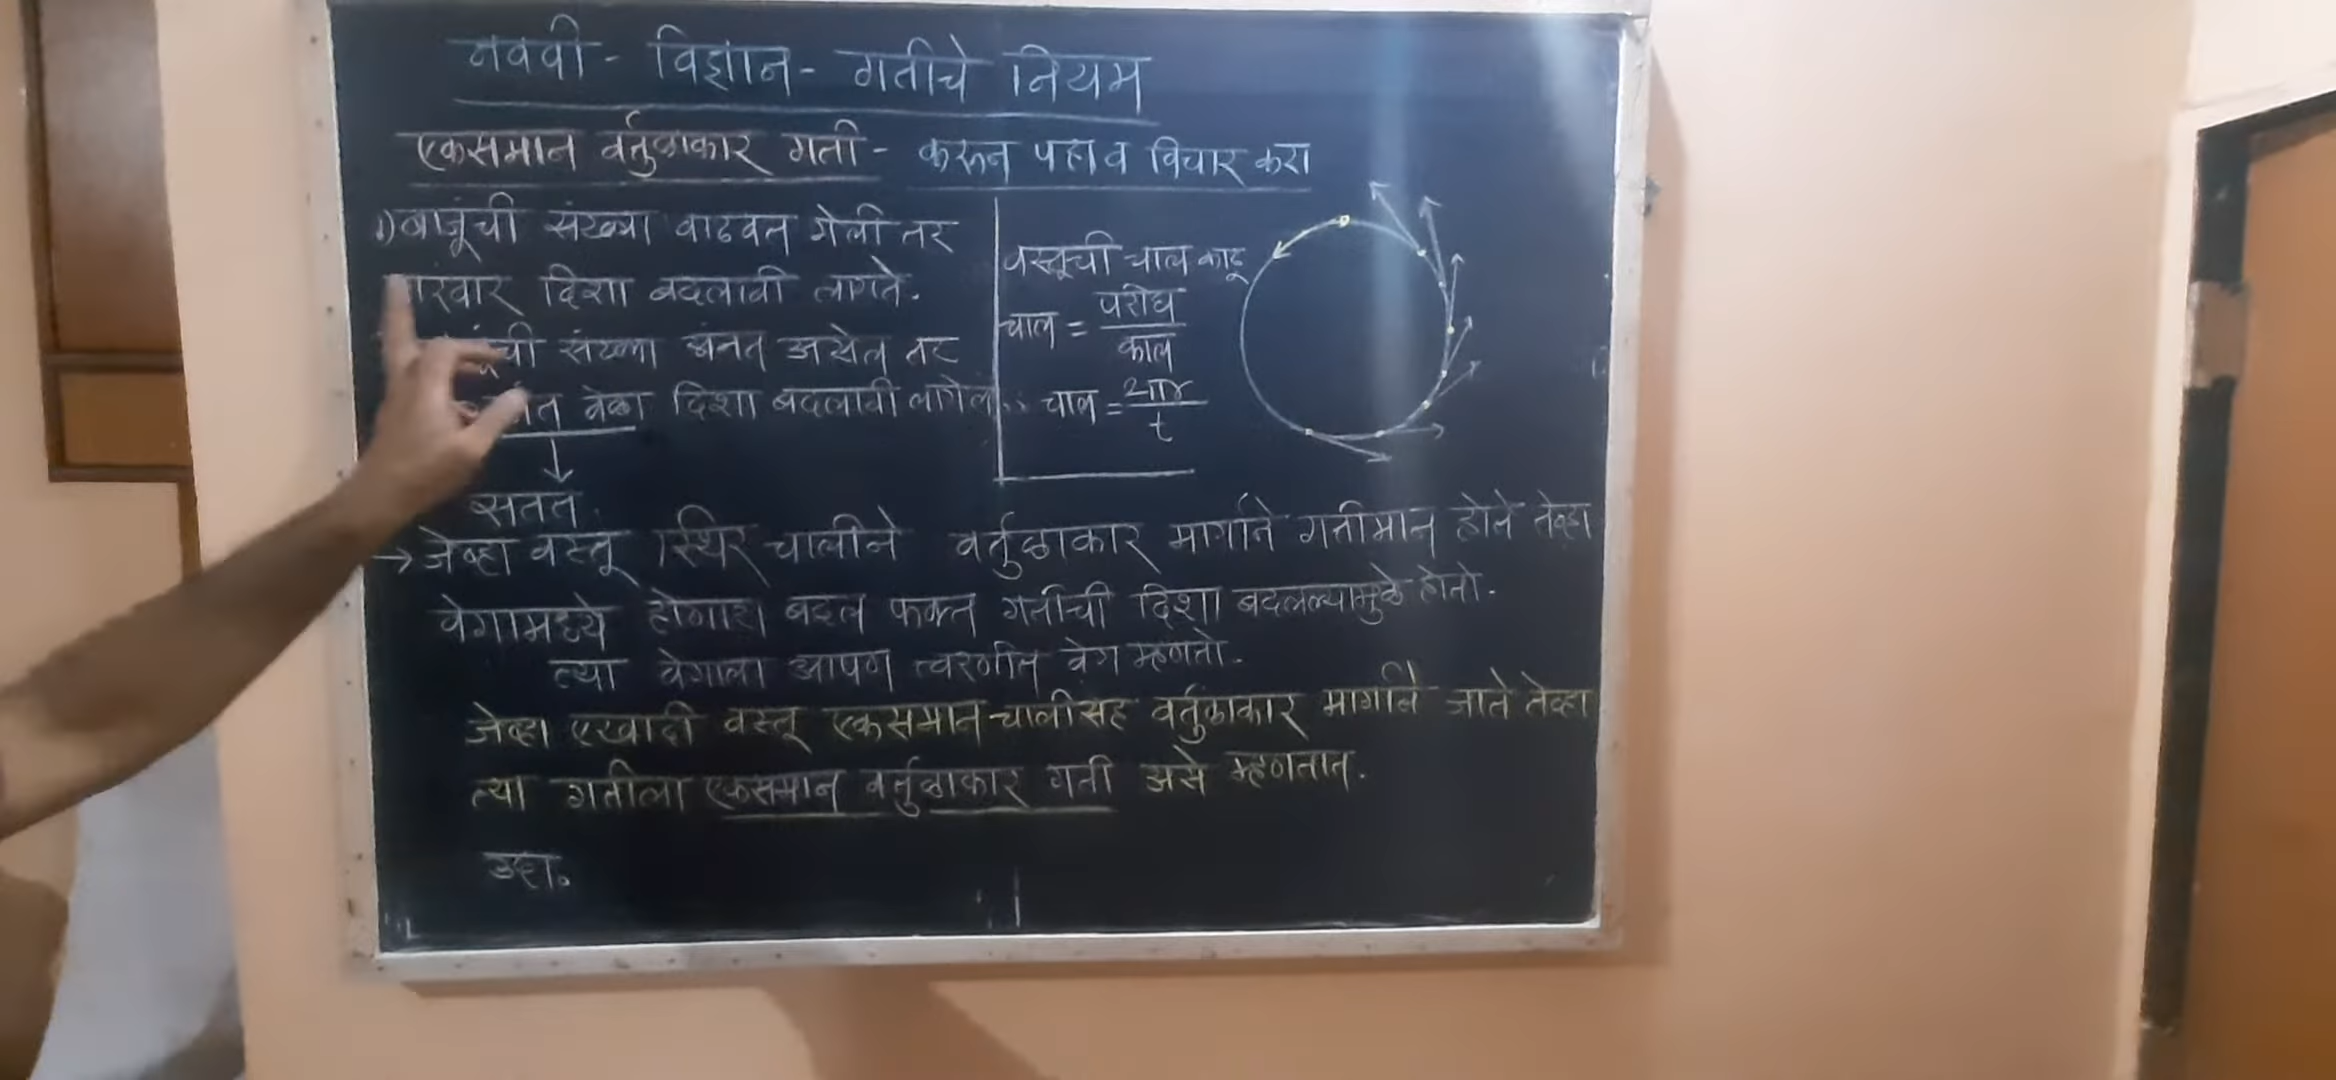 नववी - विज्ञान - गतीचे नियम
एकसमान वर्तुळाकार गती - करून पहा व विचार करा
१) बाजूंची संख्या वाढवत गेली तर
दिशा बदलावी लागते.
संख्या अनंत असेल तर
वेळा दिशा बदलावी लागेल.
↓
सतत
वस्तूची चाल काढू
चाल = परीघ / काल
∴ चाल = 2πr / t
→ जेव्हा वस्तू स्थिर चालीने वर्तुळाकार मार्गाने गतीमान होते तेव्हा
वेगामध्ये होणारा बदल फक्त गतीची दिशा बदलल्यामुळे होतो.
त्या वेगाला आपण त्वरणीत वेग म्हणतो.
जेव्हा एखादी वस्तू एकसमान चालीसह वर्तुळाकार मार्गाने जाते तेव्हा
त्या गतीला एकसमान वर्तुळाकार गती असे म्हणतात.
उदा.